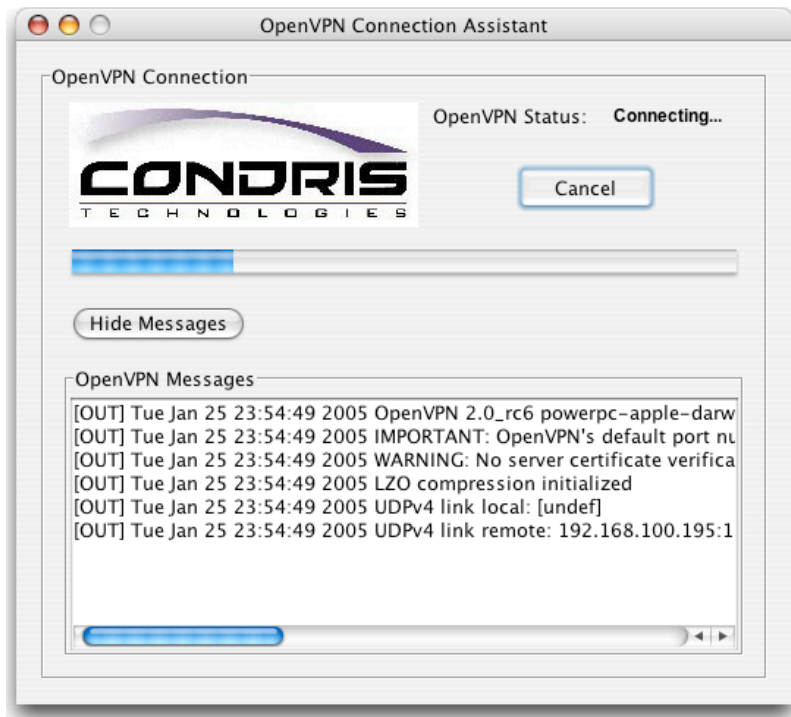 OpenVPN Connection Assistant
OpenVPN Connection
CONDRIS
TECHNOLOGIES
OpenVPN Status: Connecting...
Cancel
Hide Messages
OpenVPN Messages
[OUT] Tue Jan 25 23:54:49 2005 OpenVPN 2.0_rc6 powerpc-apple-darw
[OUT] Tue Jan 25 23:54:49 2005 IMPORTANT: OpenVPN's default port nu
[OUT] Tue Jan 25 23:54:49 2005 WARNING: No server certificate verifica
[OUT] Tue Jan 25 23:54:49 2005 LZO compression initialized
[OUT] Tue Jan 25 23:54:49 2005 UDPv4 link local: [undef]
[OUT] Tue Jan 25 23:54:49 2005 UDPv4 link remote: 192.168.100.195:1